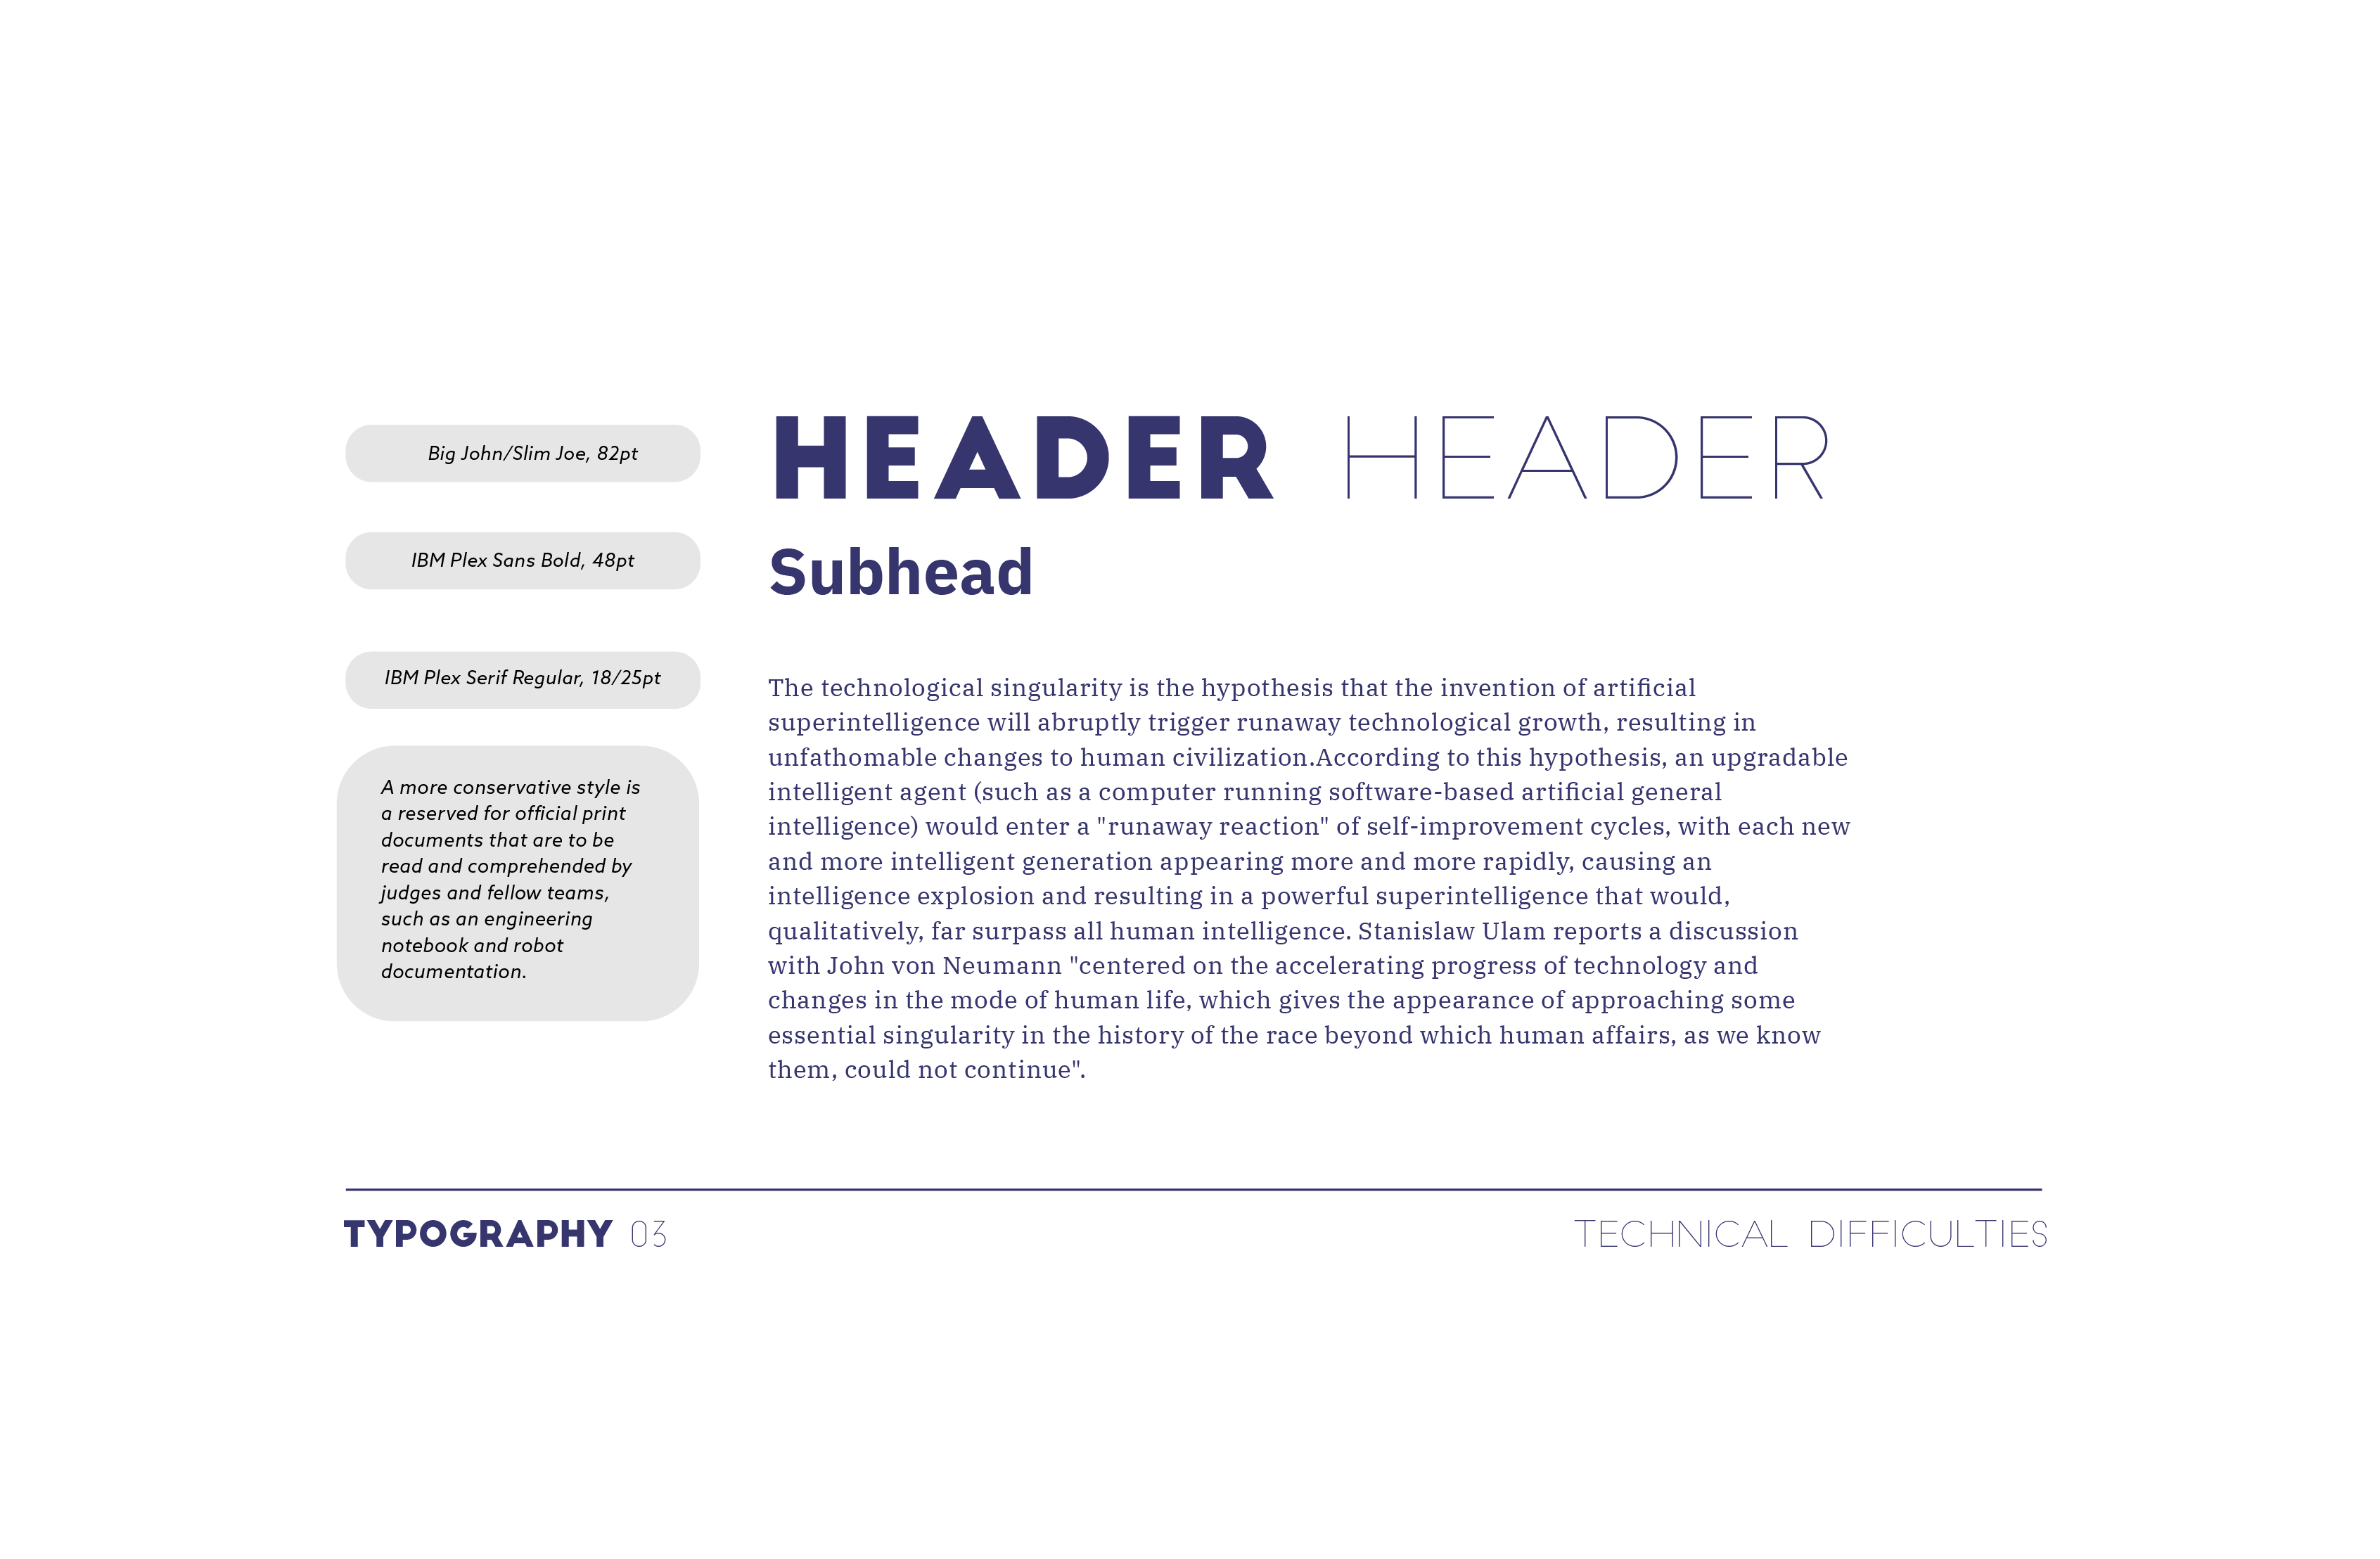 Big John/Slim Joe, 82pt
HEADER HEADER
IBM Plex Sans Bold, 48pt
Subhead
IBM Plex Serif Regular, 18/25pt
A more conservative style is
a reserved for official print
documents that are to be
read and comprehended by
judges and fellow teams,
such as an engineering
notebook and robot
documentation.
The technological singularity is the hypothesis that the invention of artificial
superintelligence will abruptly trigger runaway technological growth, resulting in
unfathomable changes to human civilization.According to this hypothesis, an upgradable
intelligent agent (such as a computer running software-based artificial general
intelligence) would enter a "runaway reaction" of self-improvement cycles, with each new
and more intelligent generation appearing more and more rapidly, causing an
intelligence explosion and resulting in a powerful superintelligence that would,
qualitatively, far surpass all human intelligence. Stanislaw Ulam reports a discussion
with John von Neumann "centered on the accelerating progress of technology and
changes in the mode of human life, which gives the appearance of approaching some
essential singularity in the history of the race beyond which human affairs, as we know
them, could not continue".
TYPOGRAPHY 03
TECHNICAL DIFFICULTIES